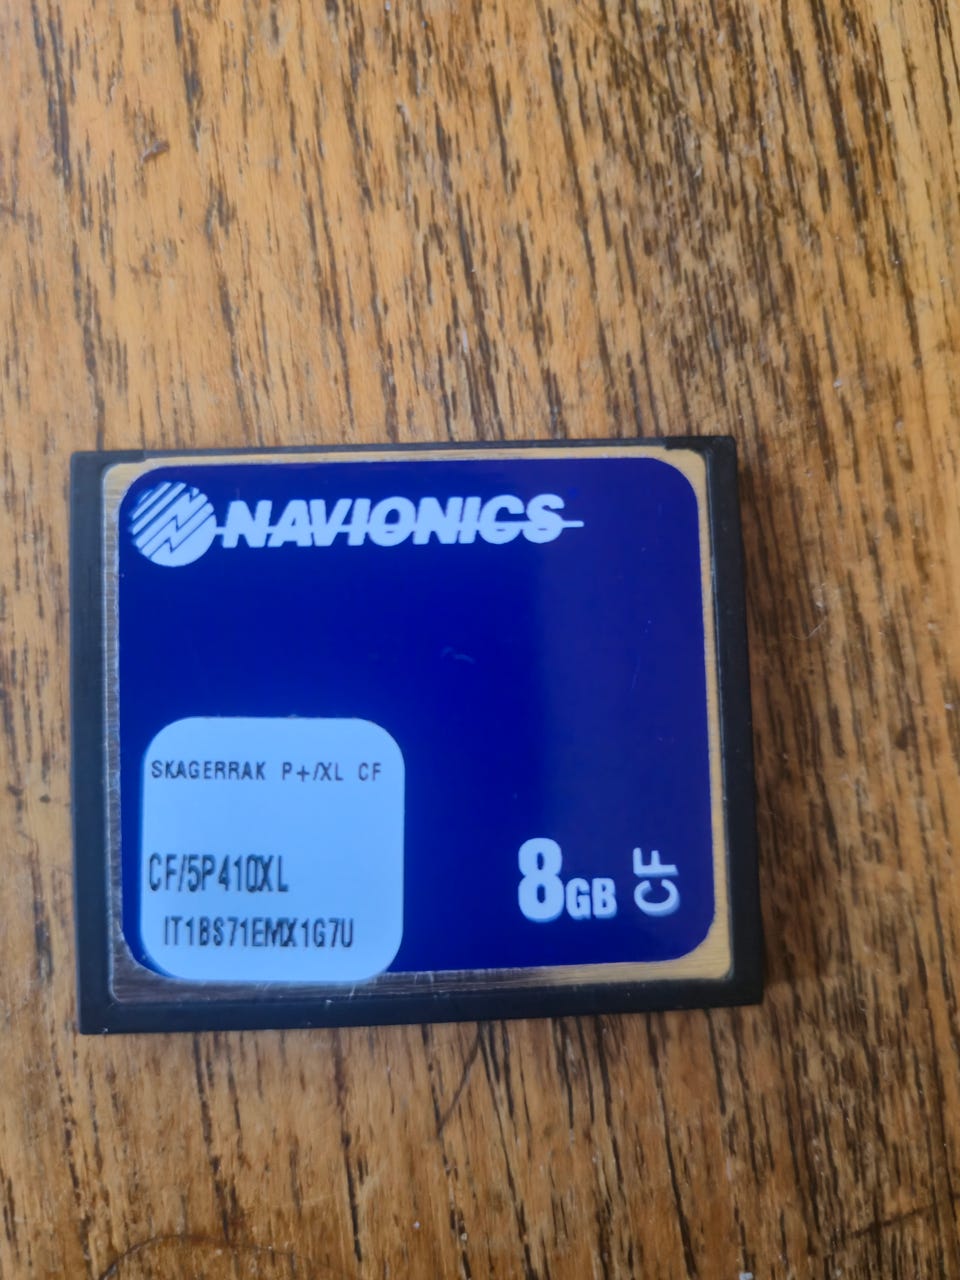 NAVIONICS
SKAGERRAK P+/XL CF
CF/5P410XL
IT1BS71EMX1G7U
8GB CF